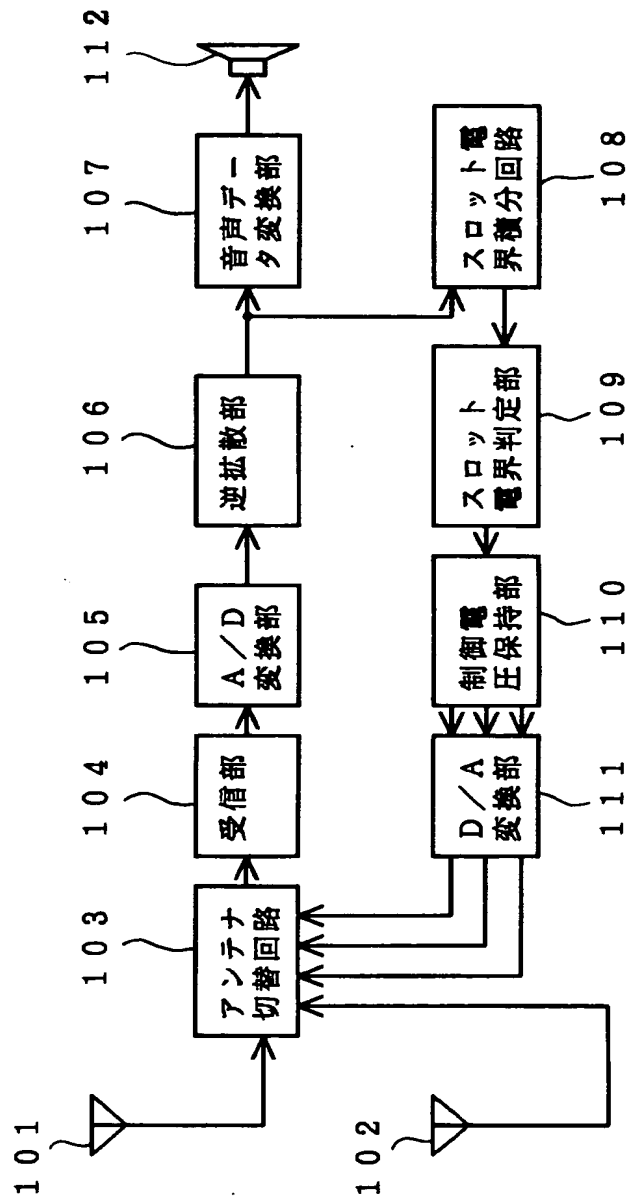 101
102
103
アンテナ
切替回路
104
受信部
105
A/D
変換部
106
逆拡散部
107
音声デー
タ変換部
112
108
スロット電
界積分回路
109
スロット
電界判定部
110
制御電
圧保持部
111
D/A
変換部